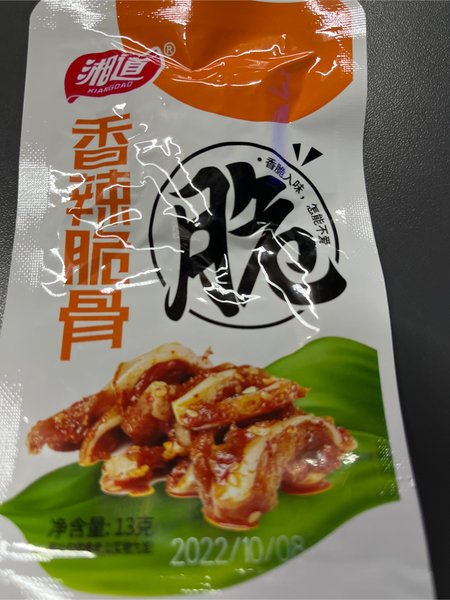 湘道®
XIANGDAO
香辣脆骨
脆
·香脆入味，怎能不爱
净含量：13克
2022/10/08